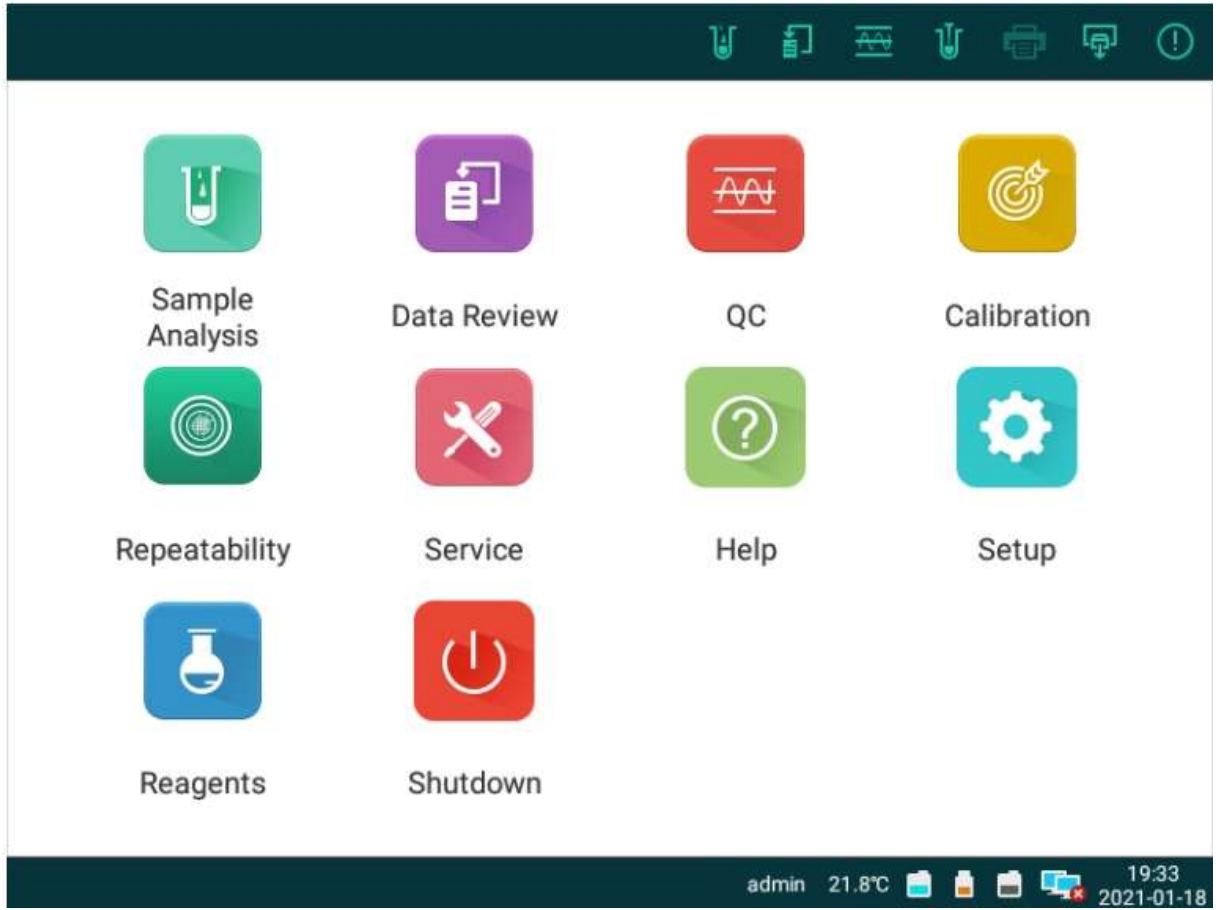 Sample
Analysis
Data Review
QC
Calibration
Repeatability
Service
Help
Setup
Reagents
Shutdown
admin 21.8℃
19:33
2021-01-18